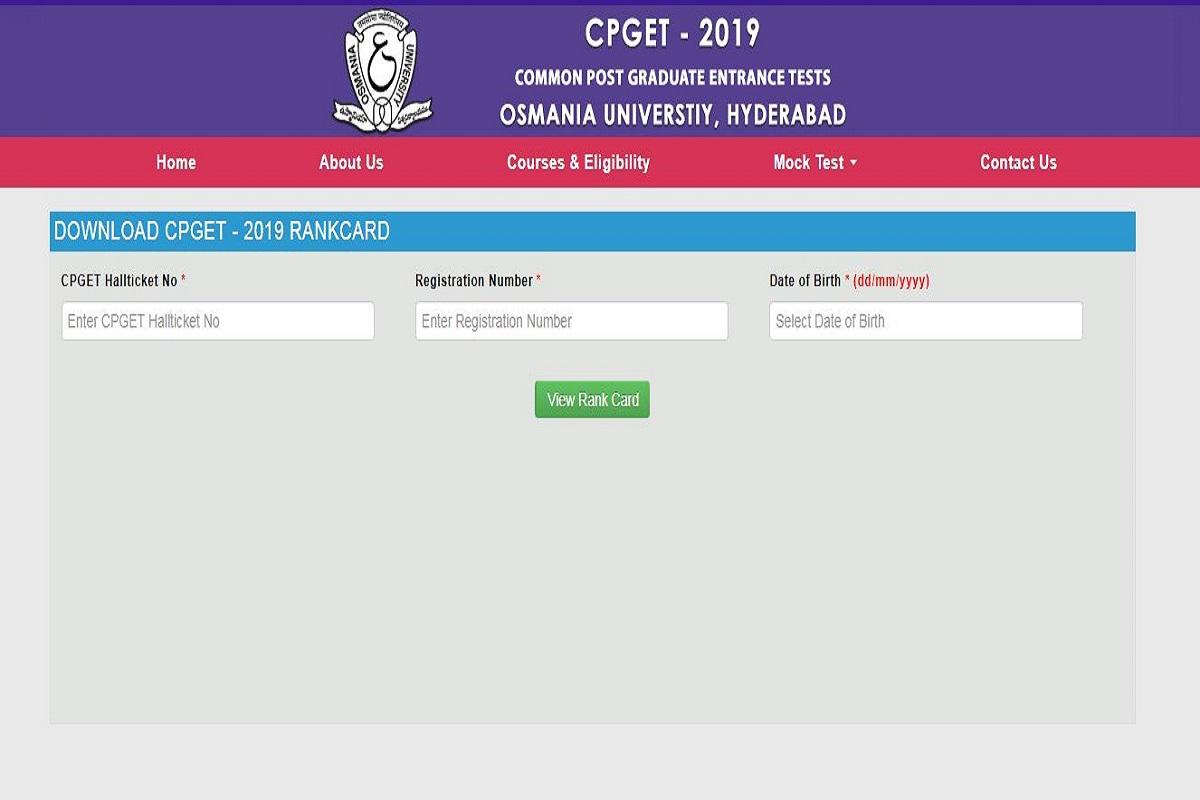 OSMANIA UNIVERSITY
CPGET - 2019
COMMON POST GRADUATE ENTRANCE TESTS
OSMANIA UNIVERSTIY, HYDERABAD
Home About Us Courses & Eligibility Mock Test Contact Us
DOWNLOAD CPGET - 2019 RANKCARD
CPGET Hallticket No * Registration Number * Date of Birth * (dd/mm/yyyy)
Enter CPGET Hallticket No Enter Registration Number Select Date of Birth
View Rank Card